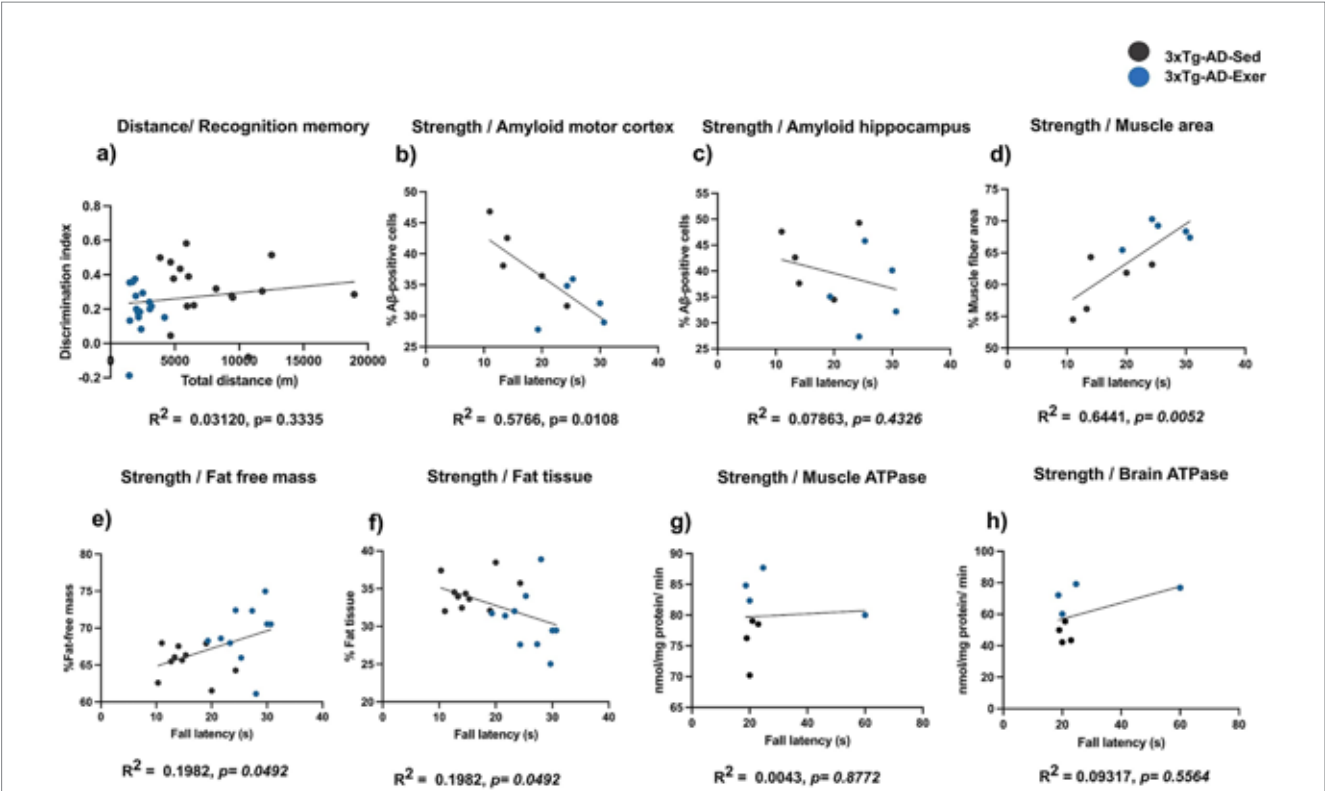 3xTg-AD-Sed
3xTg-AD-Exer
Distance/ Recognition memory
Strength / Amyloid motor cortex
Strength / Amyloid hippocampus
Strength / Muscle area
a)
b)
c)
d)
Discrimination index
0.8
0.6
0.4
0.2
0.0
-0.2
0
5000
10000
15000
20000
Total distance (m)
% Aβ-positive cells
50
45
40
35
30
25
0
10
20
30
40
Fall latency (s)
% Aβ-positive cells
55
50
45
40
35
30
25
0
10
20
30
40
Fall latency (s)
% Muscle fiber area
75
70
65
60
55
50
0
10
20
30
40
Fall latency (s)
R² = 0.03120, p= 0.3335
R² = 0.5766, p= 0.0108
R² = 0.07863, p= 0.4326
R² = 0.6441, p= 0.0052
Strength / Fat free mass
Strength / Fat tissue
Strength / Muscle ATPase
Strength / Brain ATPase
e)
f)
g)
h)
%Fat-free mass
80
75
70
65
60
0
10
20
30
40
Fall latency (s)
% Fat tissue
40
35
30
25
20
0
10
20
30
40
Fall latency (s)
nmol/mg protein/ min
90
85
80
75
70
65
0
20
40
60
80
Fall latency (s)
nmol/mg protein/ min
100
80
60
40
20
0
0
20
40
60
80
Fall latency (s)
R² = 0.1982, p= 0.0492
R² = 0.1982, p= 0.0492
R² = 0.0043, p= 0.8772
R² = 0.09317, p= 0.5564